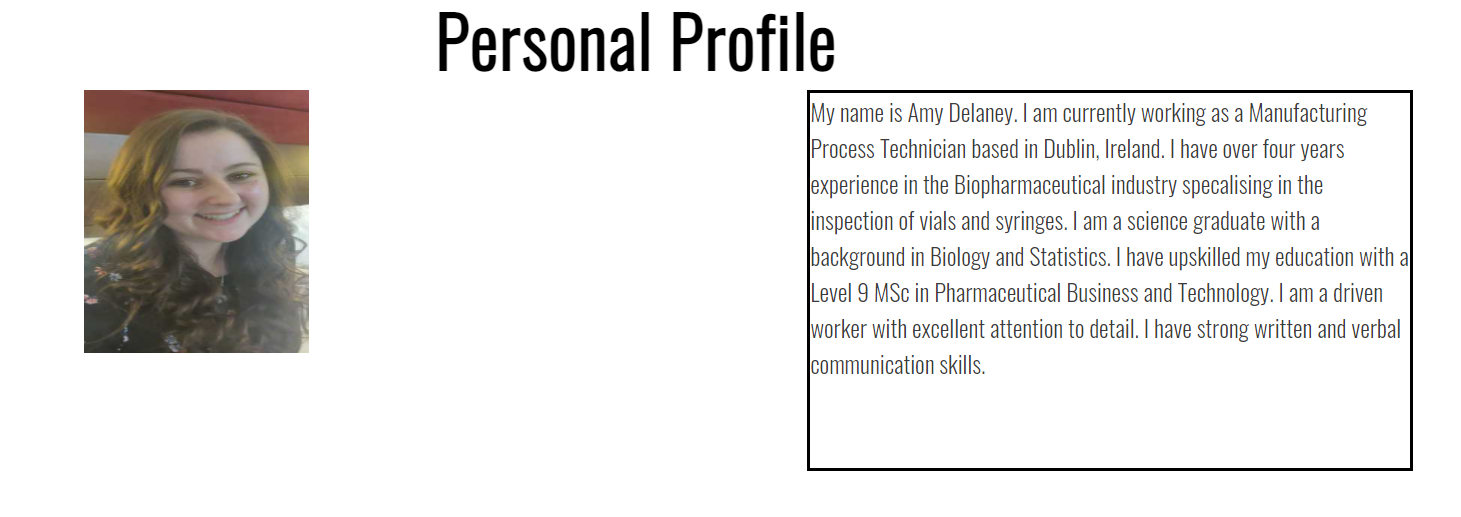 Personal Profile
My name is Amy Delaney. I am currently working as a Manufacturing
Process Technician based in Dublin, Ireland. I have over four years
experience in the Biopharmaceutical industry specalising in the
inspection of vials and syringes. I am a science graduate with a
background in Biology and Statistics. I have upskilled my education with a
Level 9 MSc in Pharmaceutical Business and Technology. I am a driven
worker with excellent attention to detail. I have strong written and verbal
communication skills.